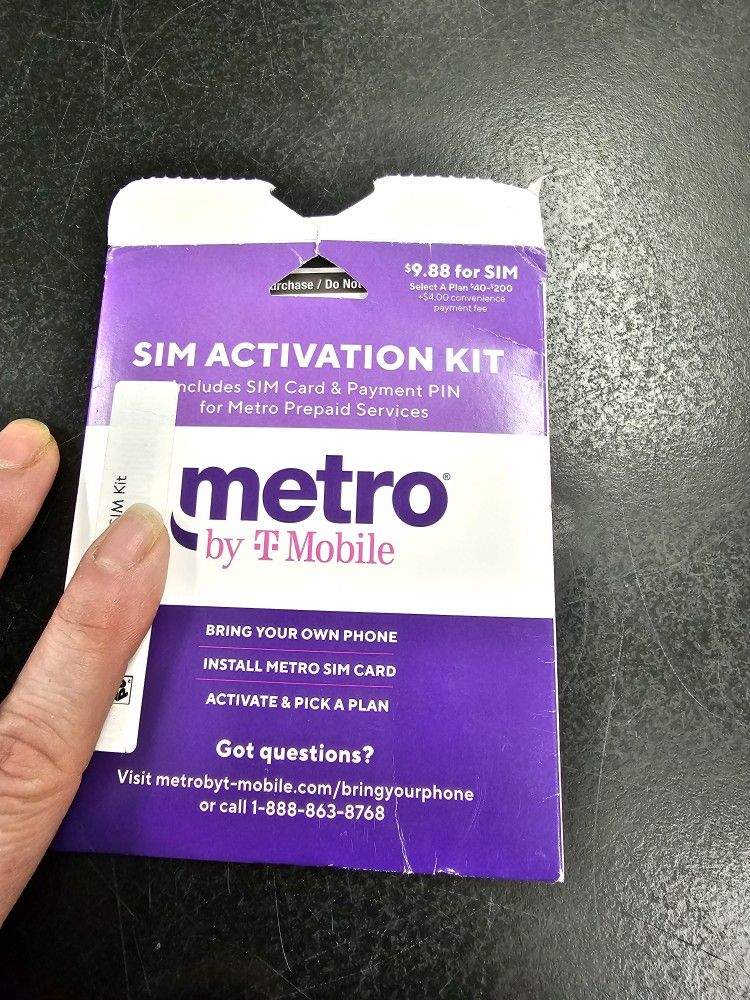 $9.88 for SIM
Select A Plan $40-$200
+$4.00 convenience
payment fee
/ Do Not
SIM ACTIVATION KIT
Includes SIM Card & Payment PIN
for Metro Prepaid Services
metro®
by T Mobile
SIM Kit
BRING YOUR OWN PHONE
INSTALL METRO SIM CARD
ACTIVATE & PICK A PLAN
Got questions?
Visit metrobyt-mobile.com/bringyourphone
or call 1-888-863-8768